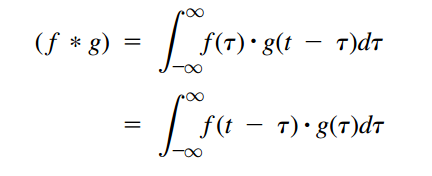 (f * g) = ∫_{-∞}^{∞} f(τ) · g(t − τ)dτ
= ∫_{-∞}^{∞} f(t − τ) · g(τ)dτ